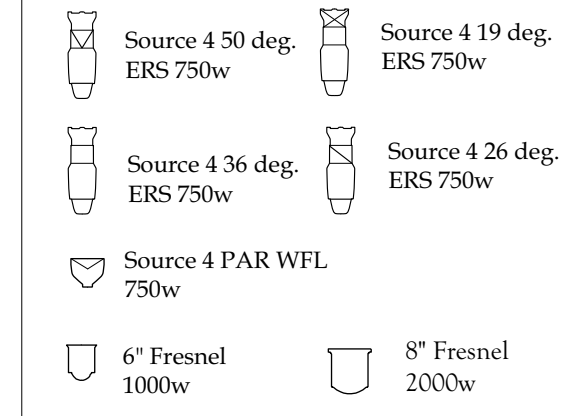 Source 4 50 deg.
ERS 750w
Source 4 19 deg.
ERS 750w
Source 4 36 deg.
ERS 750w
Source 4 26 deg.
ERS 750w
Source 4 PAR WFL
750w
6" Fresnel
1000w
8" Fresnel
2000w